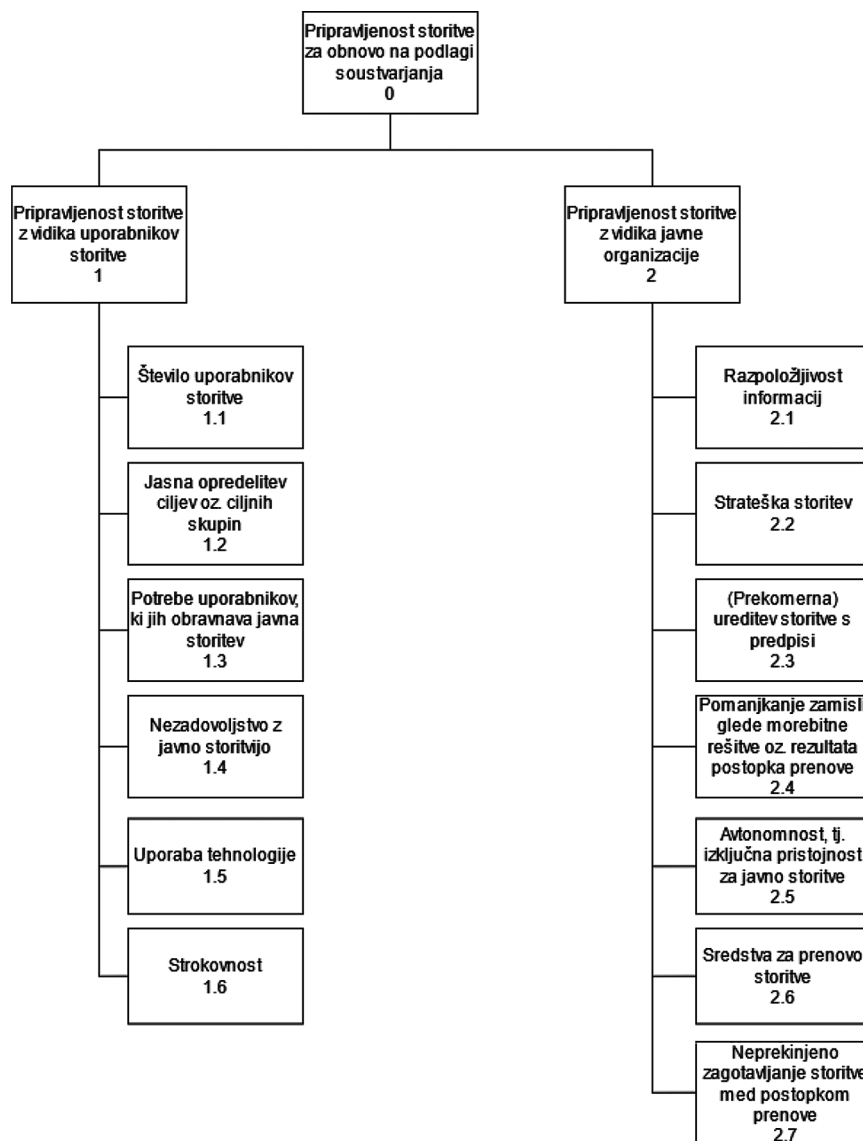 Pripravljenost storitve
za obnovo na podlagi
soustvarjanja
0
Pripravljenost storitve
z vidika uporabnikov
storitve
1
Pripravljenost storitve
z vidika javne
organizacije
2
Število uporabnikov
storitve
1.1
Jasna opredelitev
ciljev oz. ciljnih
skupin
1.2
Potrebe uporabnikov,
ki jih obravnava javna
storitev
1.3
Nezadovoljstvo z
javno storitvijo
1.4
Uporaba tehnologije
1.5
Strokovnost
1.6
Razpoložljivost
informacij
2.1
Strateška storitev
2.2
(Prekomerna)
ureditev storitve s
predpisi
2.3
Pomanjkanje zamisli
glede morebitne
rešitve oz. rezultata
postopka prenove
2.4
Avtonomnost, tj.
izključna pristojnost
za javno storitve
2.5
Sredstva za prenovo
storitve
2.6
Neprekinjeno
zagotavljanje storitve
med postopkom
prenove
2.7